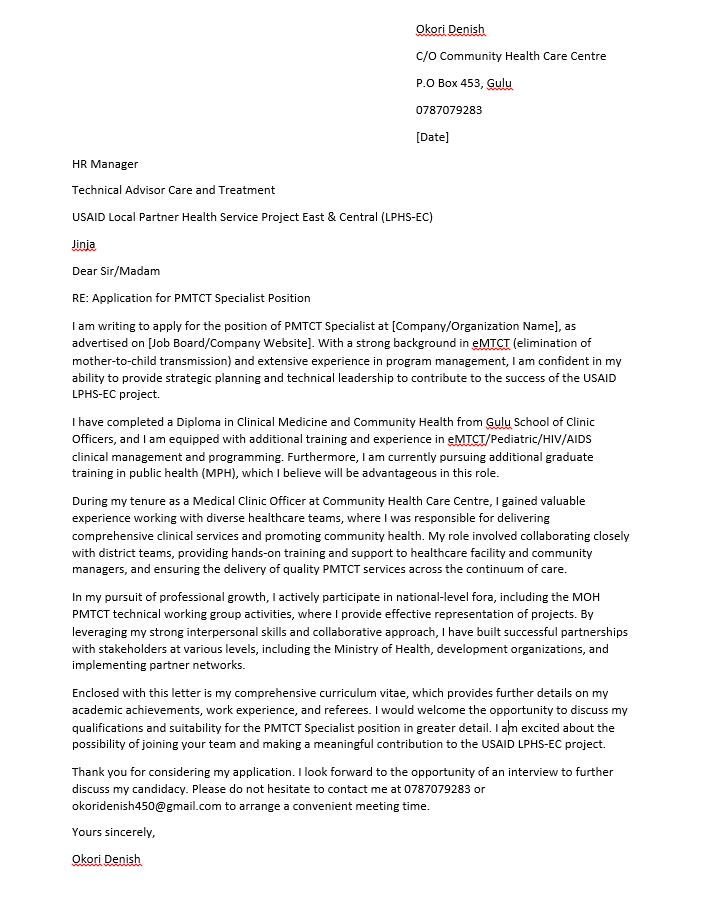 Okori Denish
C/O Community Health Care Centre
P.O Box 453, Gulu
0787079283
[Date]
HR Manager
Technical Advisor Care and Treatment
USAID Local Partner Health Service Project East & Central (LPHS-EC)
Jinja
Dear Sir/Madam
RE: Application for PMTCT Specialist Position
I am writing to apply for the position of PMTCT Specialist at [Company/Organization Name], as
advertised on [Job Board/Company Website]. With a strong background in eMTCT (elimination of
mother-to-child transmission) and extensive experience in program management, I am confident in my
ability to provide strategic planning and technical leadership to contribute to the success of the USAID
LPHS-EC project.
I have completed a Diploma in Clinical Medicine and Community Health from Gulu School of Clinic
Officers, and I am equipped with additional training and experience in eMTCT/Pediatric/HIV/AIDS
clinical management and programming. Furthermore, I am currently pursuing additional graduate
training in public health (MPH), which I believe will be advantageous in this role.
During my tenure as a Medical Clinic Officer at Community Health Care Centre, I gained valuable
experience working with diverse healthcare teams, where I was responsible for delivering
comprehensive clinical services and promoting community health. My role involved collaborating closely
with district teams, providing hands-on training and support to healthcare facility and community
managers, and ensuring the delivery of quality PMTCT services across the continuum of care.
In my pursuit of professional growth, I actively participate in national-level fora, including the MOH
PMTCT technical working group activities, where I provide effective representation of projects. By
leveraging my strong interpersonal skills and collaborative approach, I have built successful partnerships
with stakeholders at various levels, including the Ministry of Health, development organizations, and
implementing partner networks.
Enclosed with this letter is my comprehensive curriculum vitae, which provides further details on my
academic achievements, work experience, and referees. I would welcome the opportunity to discuss my
qualifications and suitability for the PMTCT Specialist position in greater detail. I am excited about the
possibility of joining your team and making a meaningful contribution to the USAID LPHS-EC project.
Thank you for considering my application. I look forward to the opportunity of an interview to further
discuss my candidacy. Please do not hesitate to contact me at 0787079283 or
okoridenish450@gmail.com to arrange a convenient meeting time.
Yours sincerely,
Okori Denish